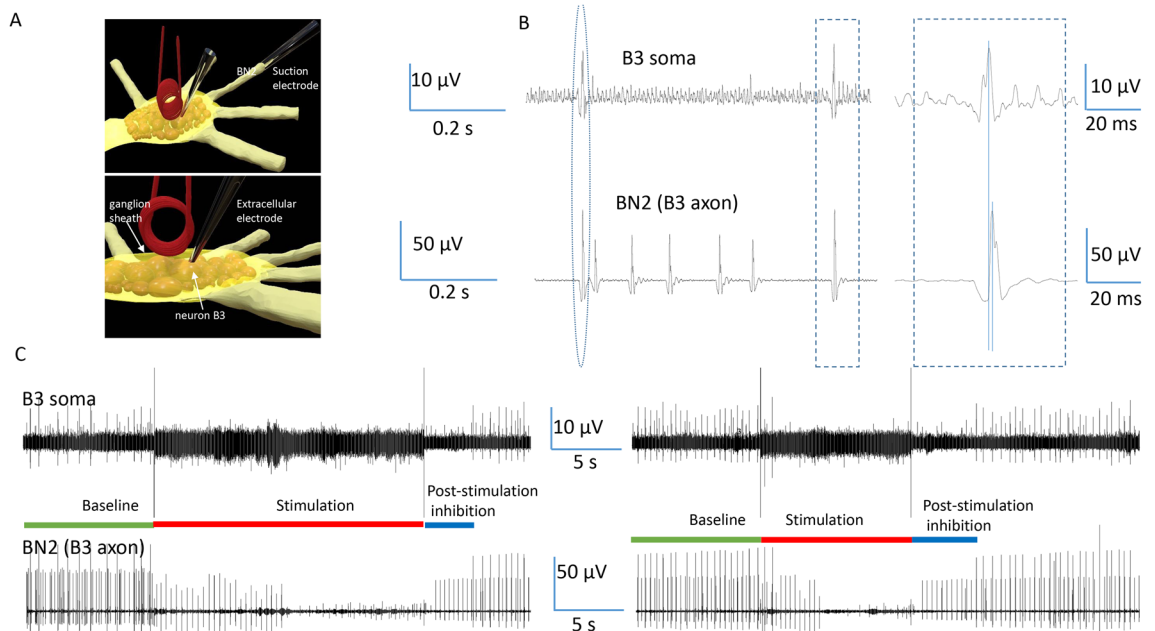 A
BN2
Suction
electrode
ganglion
sheath
Extracellular
electrode
neuron B3
B
10 µV
0.2 s
B3 soma
10 µV
20 ms
50 µV
0.2 s
BN2 (B3 axon)
50 µV
20 ms
C
B3 soma
10 µV
5 s
Baseline
Stimulation
Post-stimulation
inhibition
Baseline
Stimulation
Post-stimulation
inhibition
BN2 (B3 axon)
50 µV
5 s